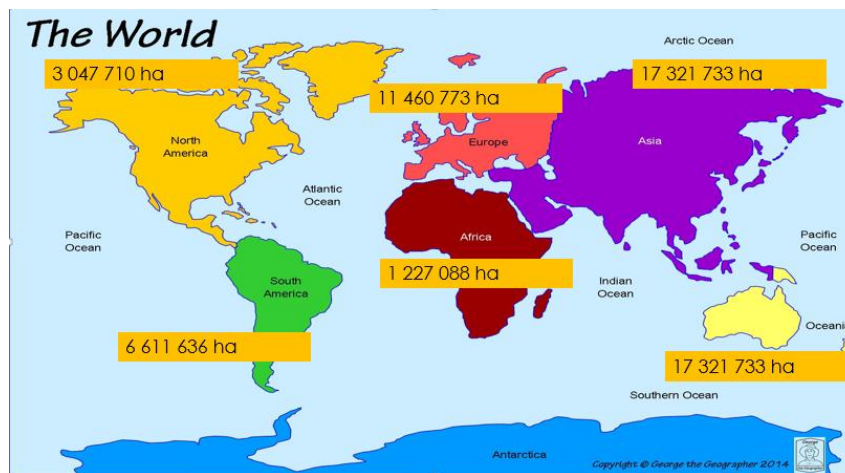 The World
Arctic Ocean
3 047 710 ha
17 321 733 ha
11 460 773 ha
North
America
Europe
Asia
Atlantic
Ocean
Pacific
Ocean
Africa
Pacific
Ocean
1 227 088 ha
South
America
Indian
Ocean
Oceani
6 611 636 ha
17 321 733 ha
Southern Ocean
Antarctica
Copyright © George the Geographer 2014